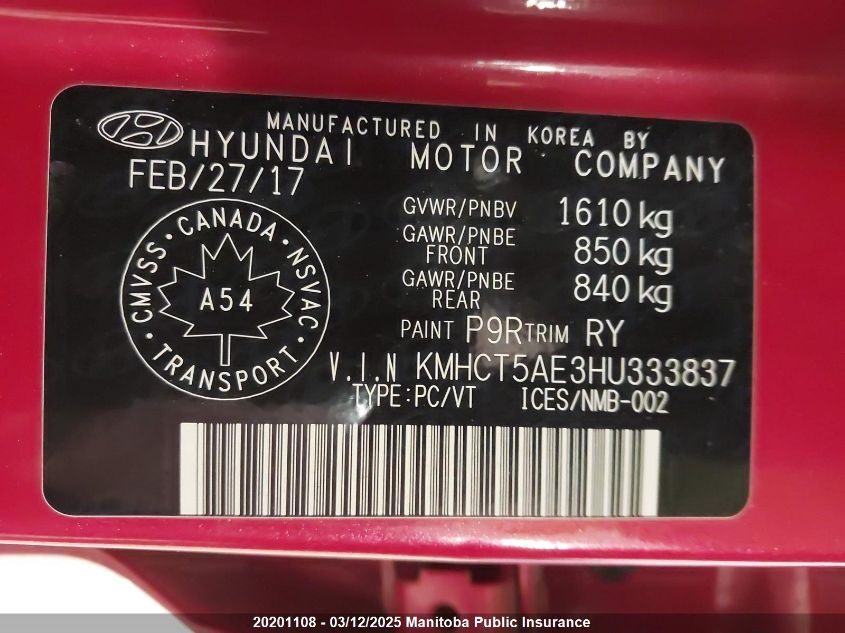 MANUFACTURED IN KOREA BY
HYUNDAI MOTOR COMPANY
FEB/27/17
GVWR/PNBV 1610 kg
GAWR/PNBE
FRONT 850 kg
GAWR/PNBE
REAR 840 kg
CMVSS · CANADA · NSVAC · TRANSPORT ·
A54
PAINT P9R TRIM RY
V.I.N KMHCT5AE3HU333837
TYPE:PC/VT ICES/NMB-002
20201108 - 03/12/2025 Manitoba Public Insurance